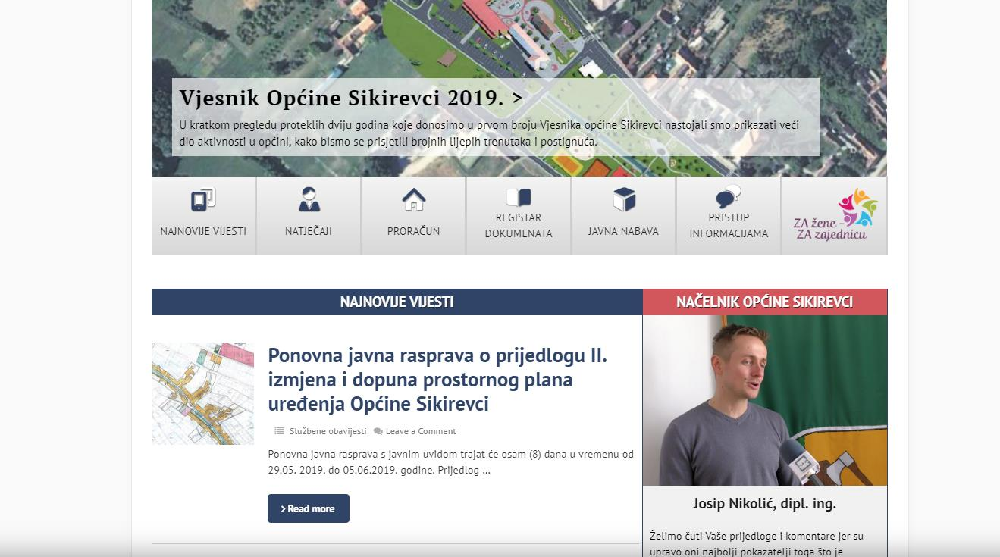 Vjesnik Općine Sikirevci 2019. >
U kratkom pregledu proteklih dviju godina koje donosimo u prvom broju Vjesnika općine Sikirevci nastojali smo prikazati veći
dio aktivnosti u općini, kako bismo se prisjetili brojnih lijepih trenutaka i postignuća.
NAJNOVIJE VIJESTI
NATJEČAJI
PRORAČUN
REGISTAR
DOKUMENATA
JAVNA NABAVA
PRISTUP
INFORMACIJAMA
ZA žene -
ZA zajednicu
NAJNOVIJE VIJESTI
Ponovna javna rasprava o prijedlogu II.
izmjena i dopuna prostornog plana
uređenja Općine Sikirevci
Službene obavijesti Leave a Comment
Ponovna javna rasprava s javnim uvidom trajat će osam (8) dana u vremenu od
29.05. 2019. do 05.06.2019. godine. Prijedlog ...
> Read more
NAČELNIK OPĆINE SIKIREVCI
Josip Nikolić, dipl. ing.
Želimo čuti Vaše prijedloge i komentare jer su
upravo oni najbolji pokazatelji toga što je